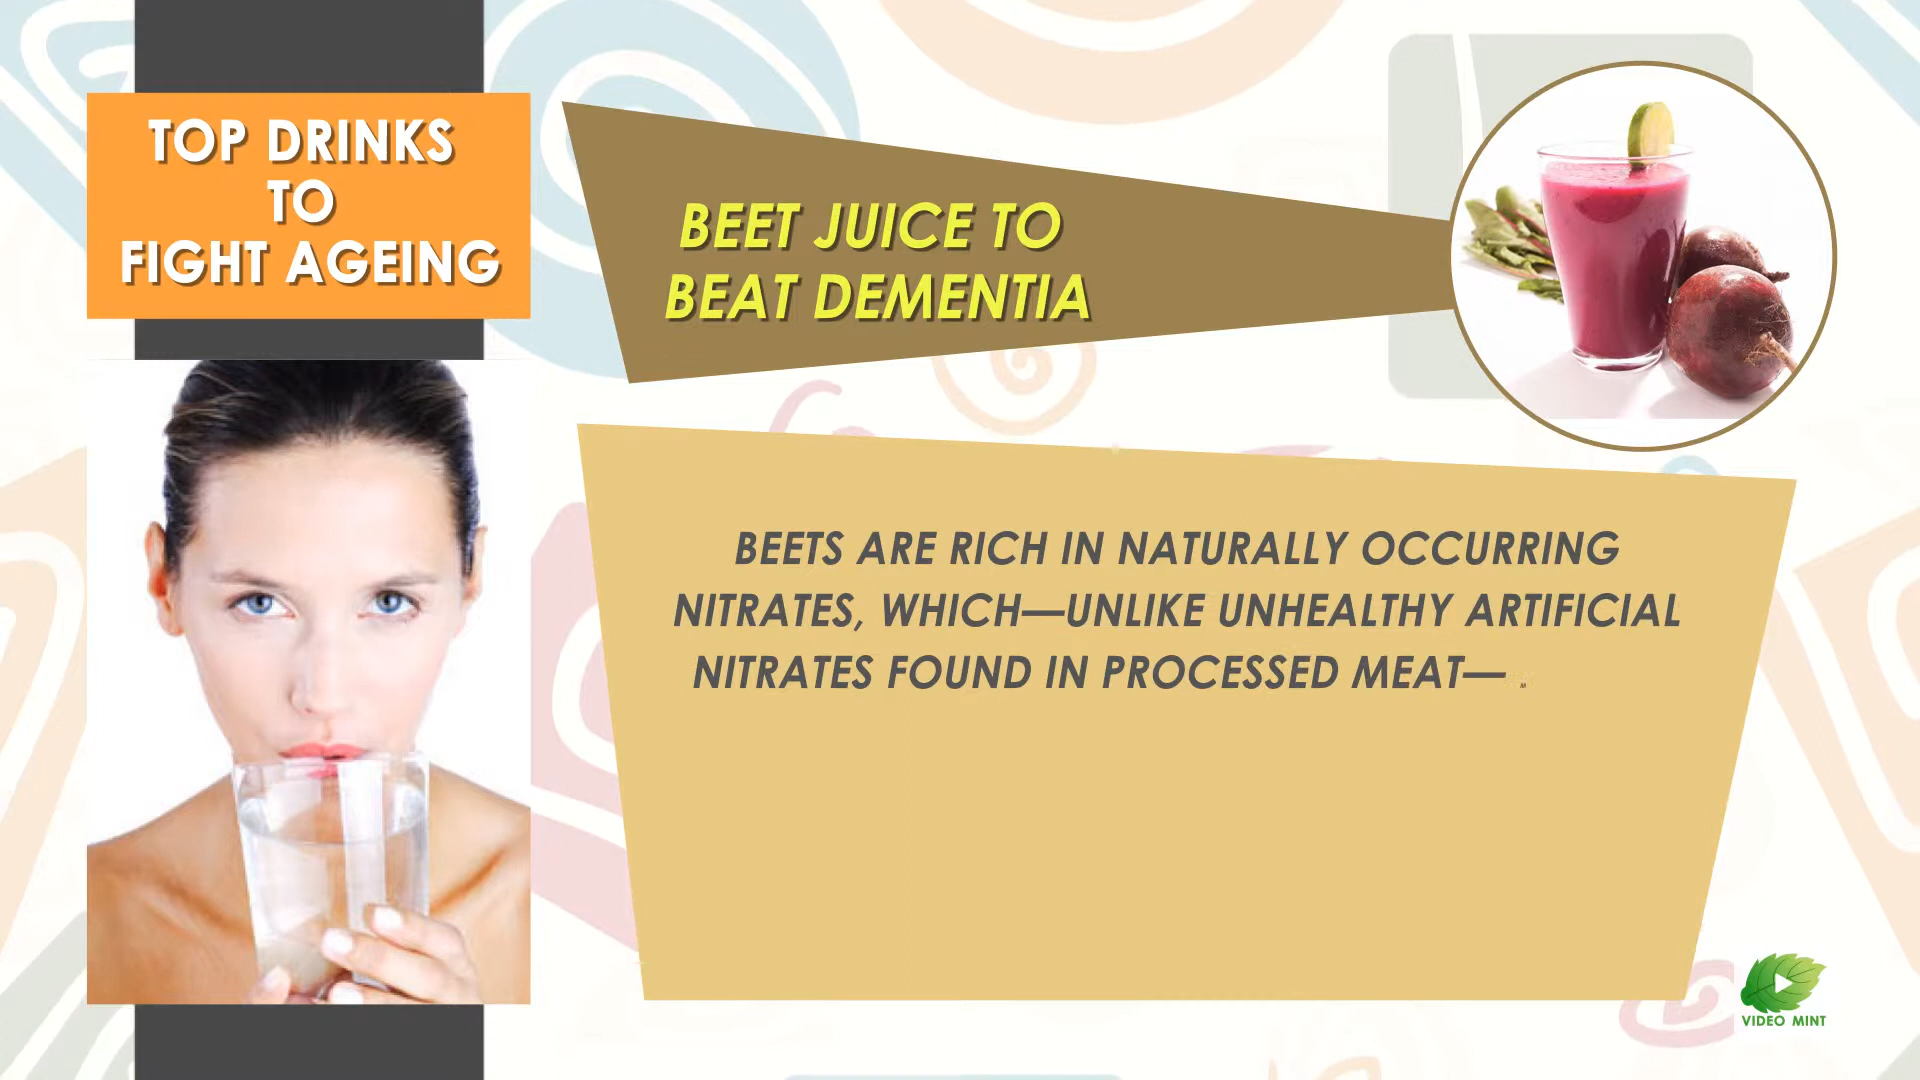 TOP DRINKS
TO
FIGHT AGEING
BEET JUICE TO
BEAT DEMENTIA
BEETS ARE RICH IN NATURALLY OCCURRING
NITRATES, WHICH—UNLIKE UNHEALTHY ARTIFICIAL
NITRATES FOUND IN PROCESSED MEAT—
VIDEO MINT